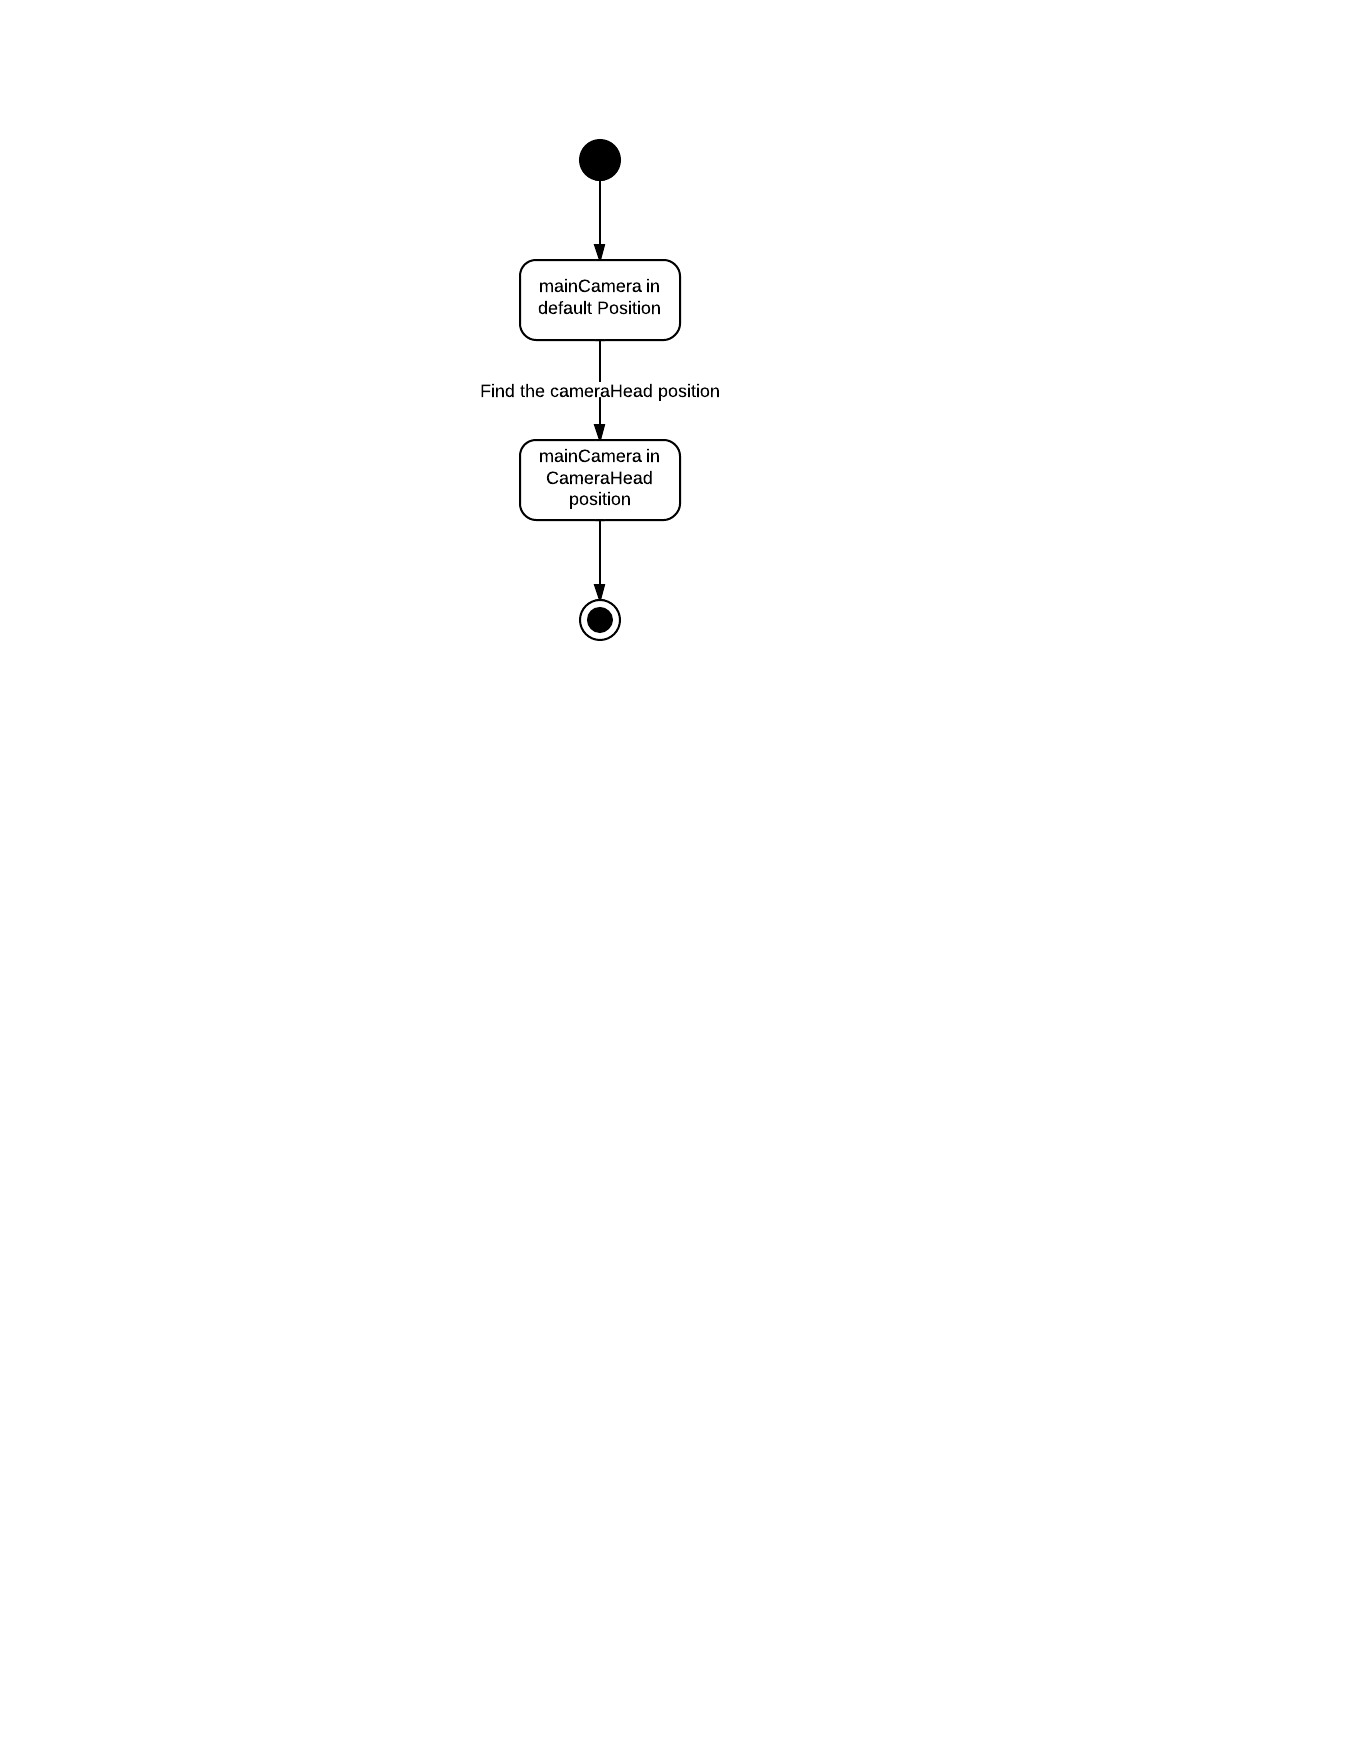 mainCamera in
default Position
Find the cameraHead position
mainCamera in
CameraHead
position